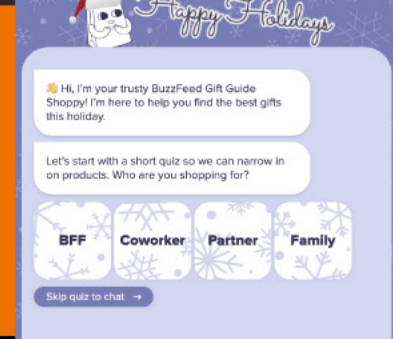 Happy Holidays
👋 Hi, I'm your trusty BuzzFeed Gift Guide
Shoppy! I'm here to help you find the best gifts
this holiday.
Let's start with a short quiz so we can narrow in
on products. Who are you shopping for?
BFF Coworker Partner Family
Skip quiz to chat →